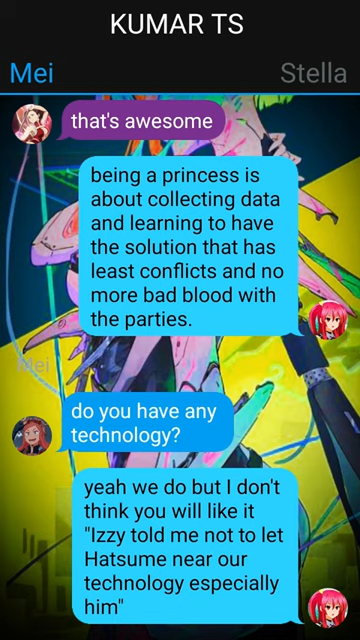 KUMAR TS
Mei
Stella
that's awesome
being a princess is
about collecting data
and learning to have
the solution that has
least conflicts and no
more bad blood with
the parties.
Mei
do you have any
technology?
yeah we do but I don't
think you will like it
"Izzy told me not to let
Hatsume near our
technology especially
him"